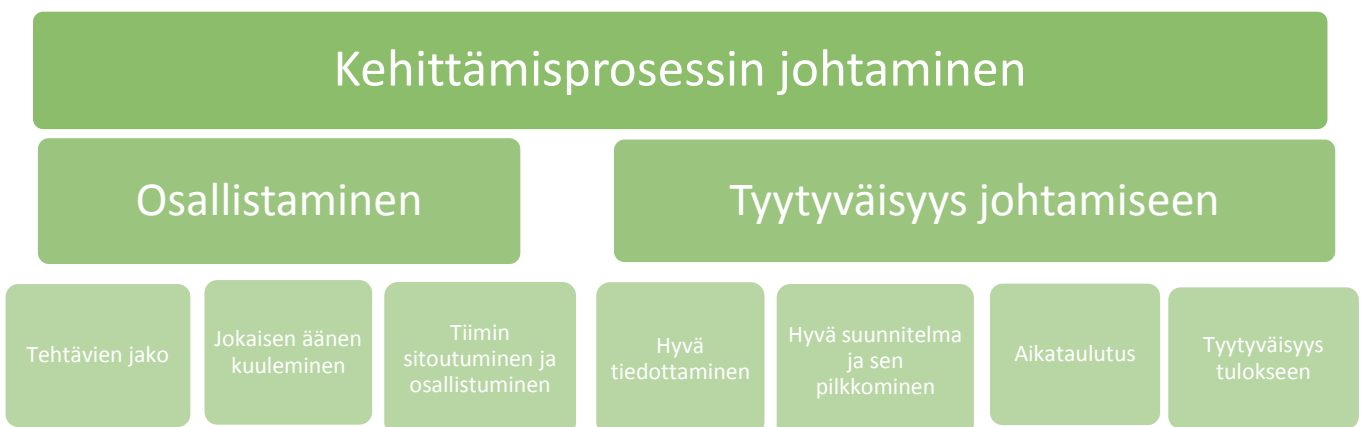 Kehittämisprosessin johtaminen
Osallistaminen
Tyytyväisyys johtamiseen
Tehtävien jako
Jokaisen äänen
kuuleminen
Tiimin
sitoutuminen ja
osallistuminen
Hyvä
tiedottaminen
Hyvä suunnitelma
ja sen
pilkkominen
Aikataulutus
Tyytyväisyys
tulokseen